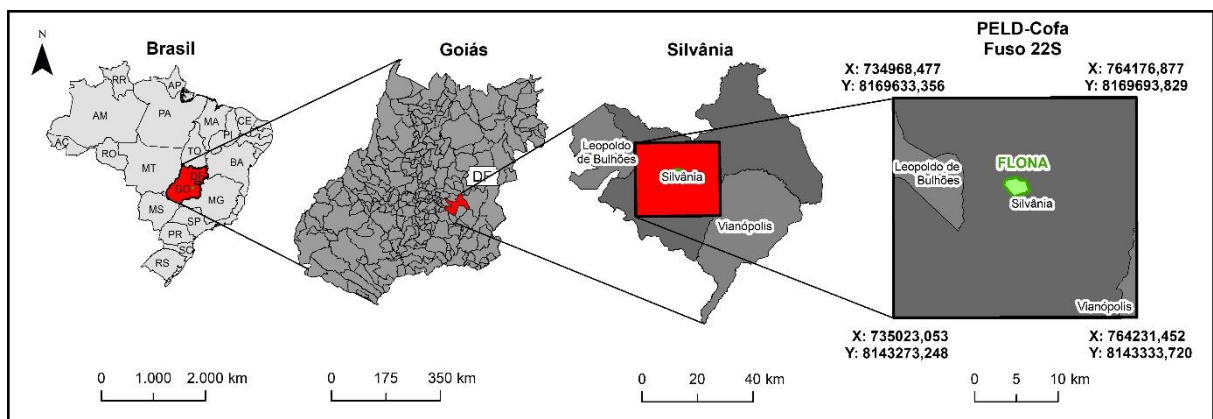 N
Brasil
RR
AP
AM
PA
MA
CE
PI
AC
RO
TO
MT
BA
DF
GO
MG
MS
SP
PR
SC
RS
0 1.000 2.000 km
Goiás
DF
0 175 350 km
Silvânia
Leopoldo
de Bulhões
Silvânia
Vianópolis
0 20 40 km
PELD-Cofa
Fuso 22S
X: 734968,477
Y: 8169633,356
X: 764176,877
Y: 8169693,829
Leopoldo de
Bulhões
FLONA
Silvânia
Vianópolis
X: 735023,053
Y: 8143273,248
X: 764231,452
Y: 8143333,720
0 5 10 km